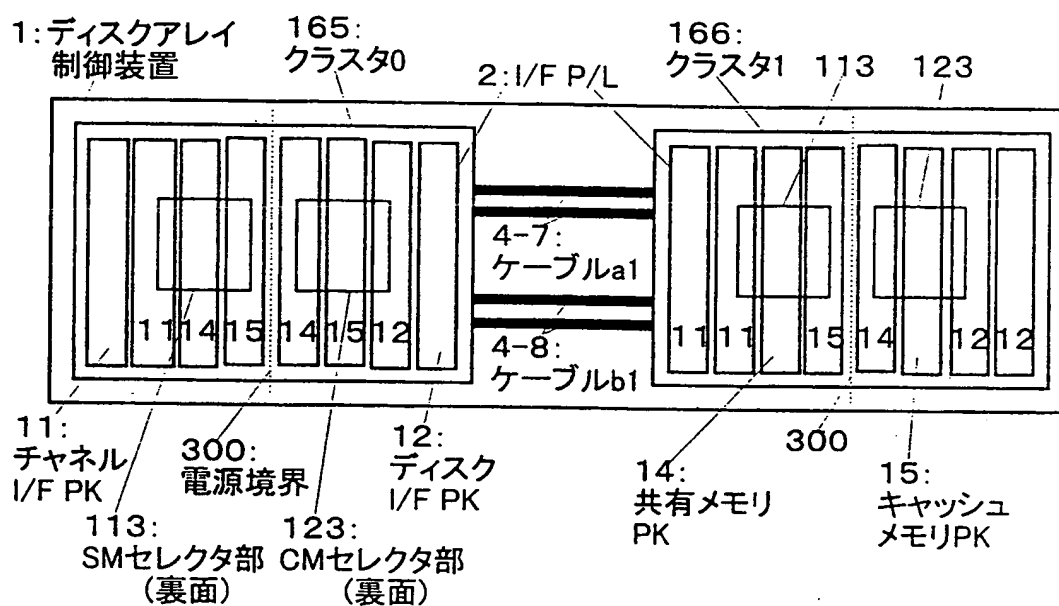 1:ディスクアレイ
制御装置
165:
クラスタ0
2:I/F P/L
166:
クラスタ1
113
123
4-7:
ケーブルa1
4-8:
ケーブルb1
11 14 15 14 15 12
11 11 15 14 12 12
11:
チャネル
I/F PK
113:
SMセレクタ部
(裏面)
300:
電源境界
123:
CMセレクタ部
(裏面)
12:
ディスク
I/F PK
14:
共有メモリ
PK
300
15:
キャッシュ
メモリPK